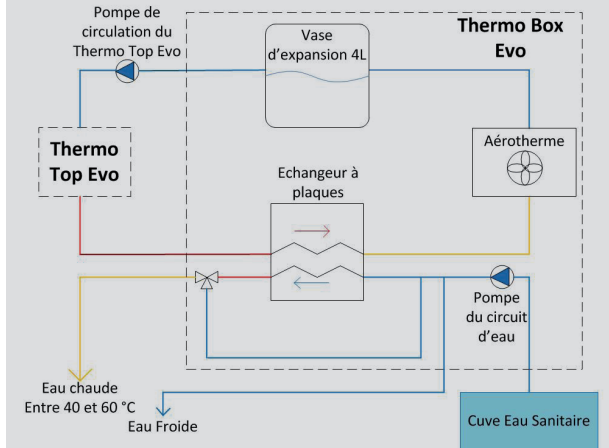 Pompe de
circulation du
Thermo Top Evo
Vase
d'expansion 4L
Thermo Box
Evo
Thermo
Top Evo
Aérotherme
Echangeur à
plaques
Pompe
du circuit
d'eau
Eau chaude
Entre 40 et 60 °C
Eau Froide
Cuve Eau Sanitaire